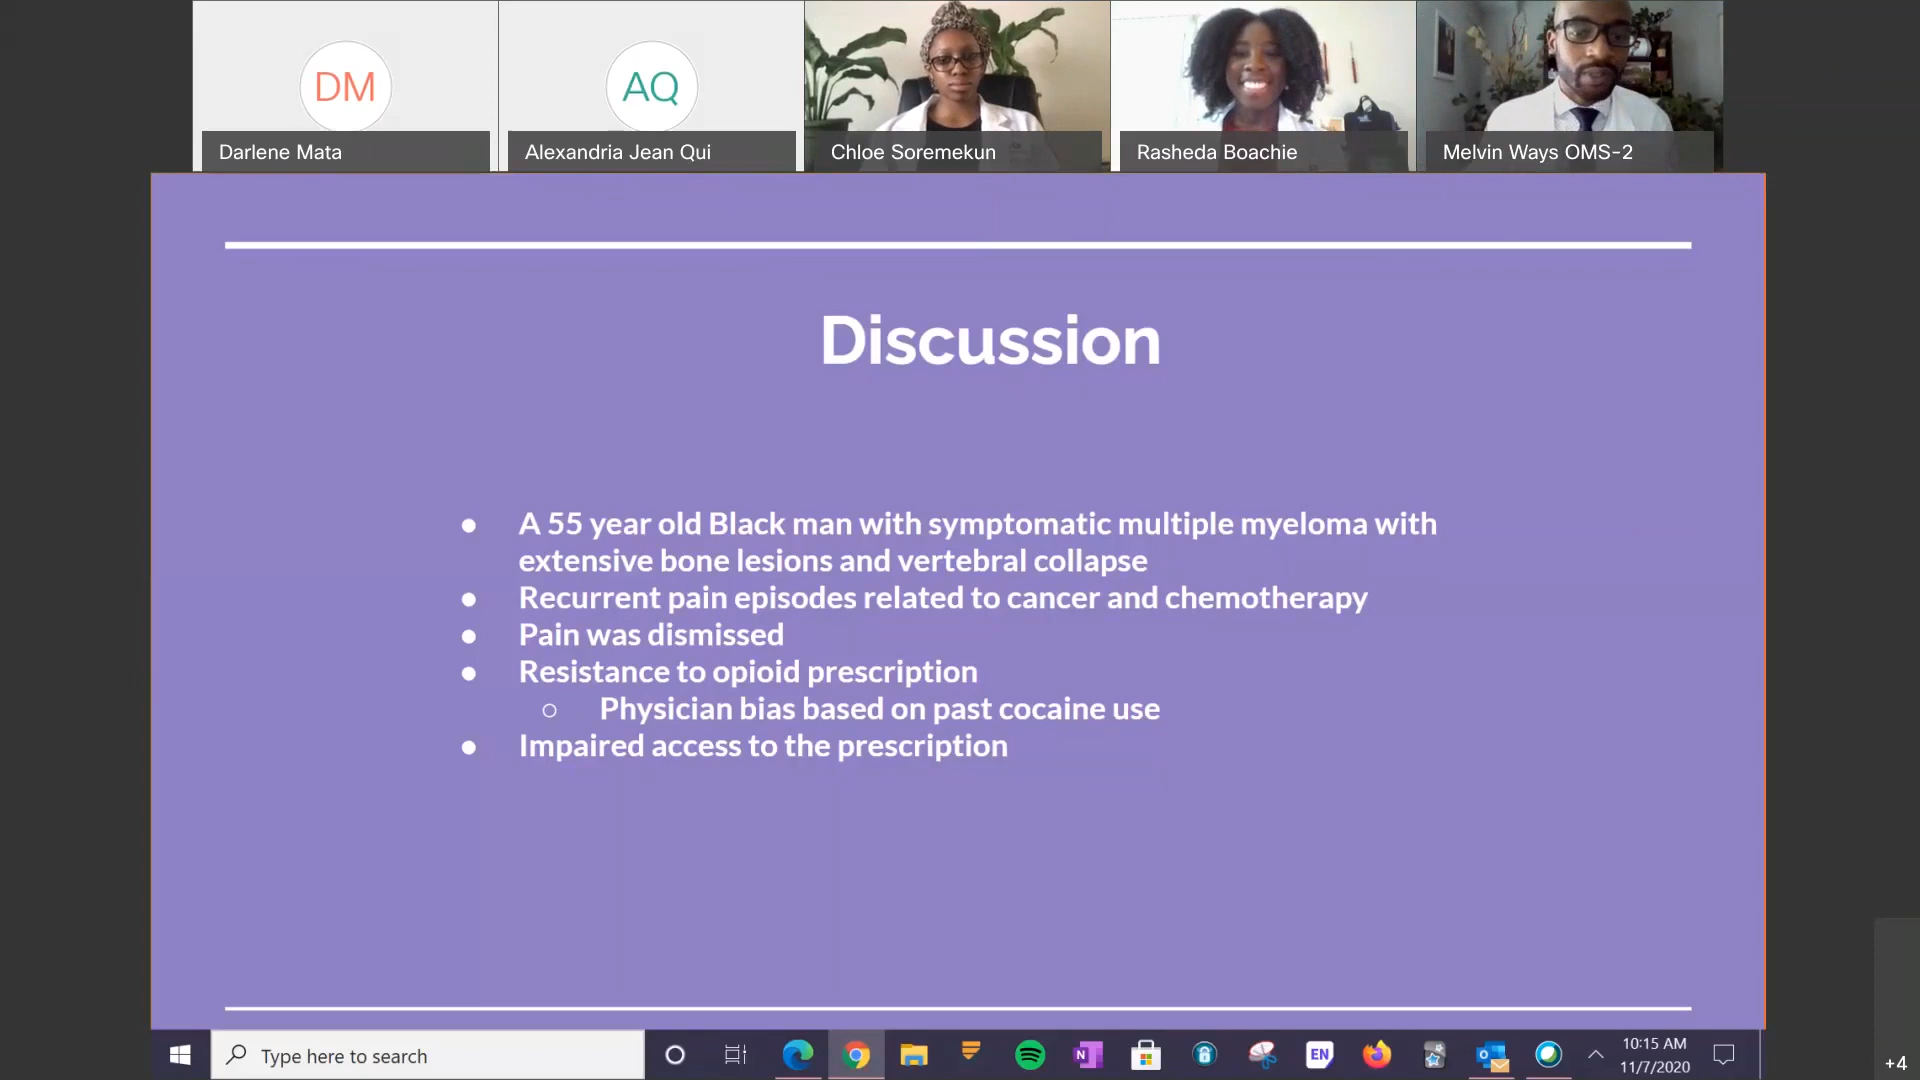 DM
AQ
Darlene Mata
Alexandria Jean Qui
Chloe Soremekun
Rasheda Boachie
Melvin Ways OMS-2
Discussion
● A 55 year old Black man with symptomatic multiple myeloma with
extensive bone lesions and vertebral collapse
● Recurrent pain episodes related to cancer and chemotherapy
● Pain was dismissed
● Resistance to opioid prescription
○ Physician bias based on past cocaine use
● Impaired access to the prescription
Type here to search
N
EN
10:15 AM
11/7/2020
+4